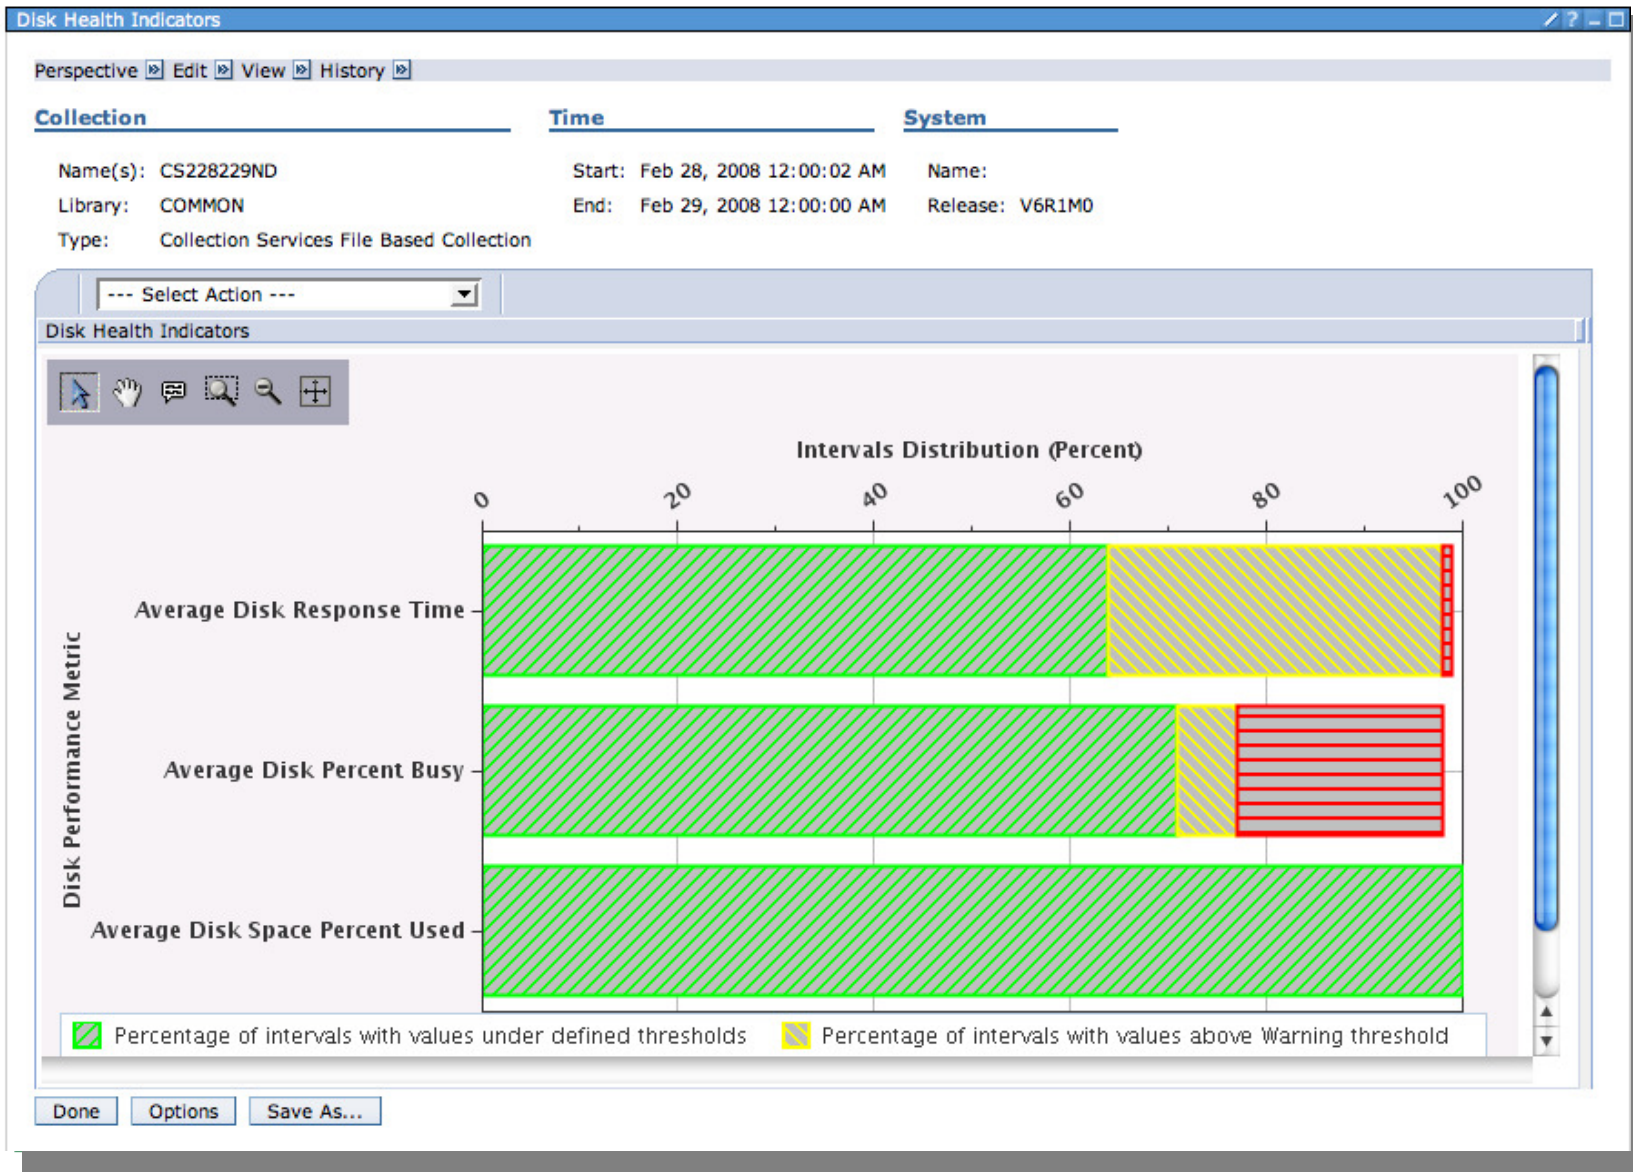 Disk Health Indicators
Perspective Edit View History
Collection Time System
Name(s): CS228229ND Start: Feb 28, 2008 12:00:02 AM Name:
Library: COMMON End: Feb 29, 2008 12:00:00 AM Release: V6R1M0
Type: Collection Services File Based Collection
--- Select Action ---
Disk Health Indicators
Intervals Distribution (Percent)
0 20 40 60 80 100
Disk Performance Metric
Average Disk Response Time
Average Disk Percent Busy
Average Disk Space Percent Used
Percentage of intervals with values under defined thresholds Percentage of intervals with values above Warning threshold
Done Options Save As...